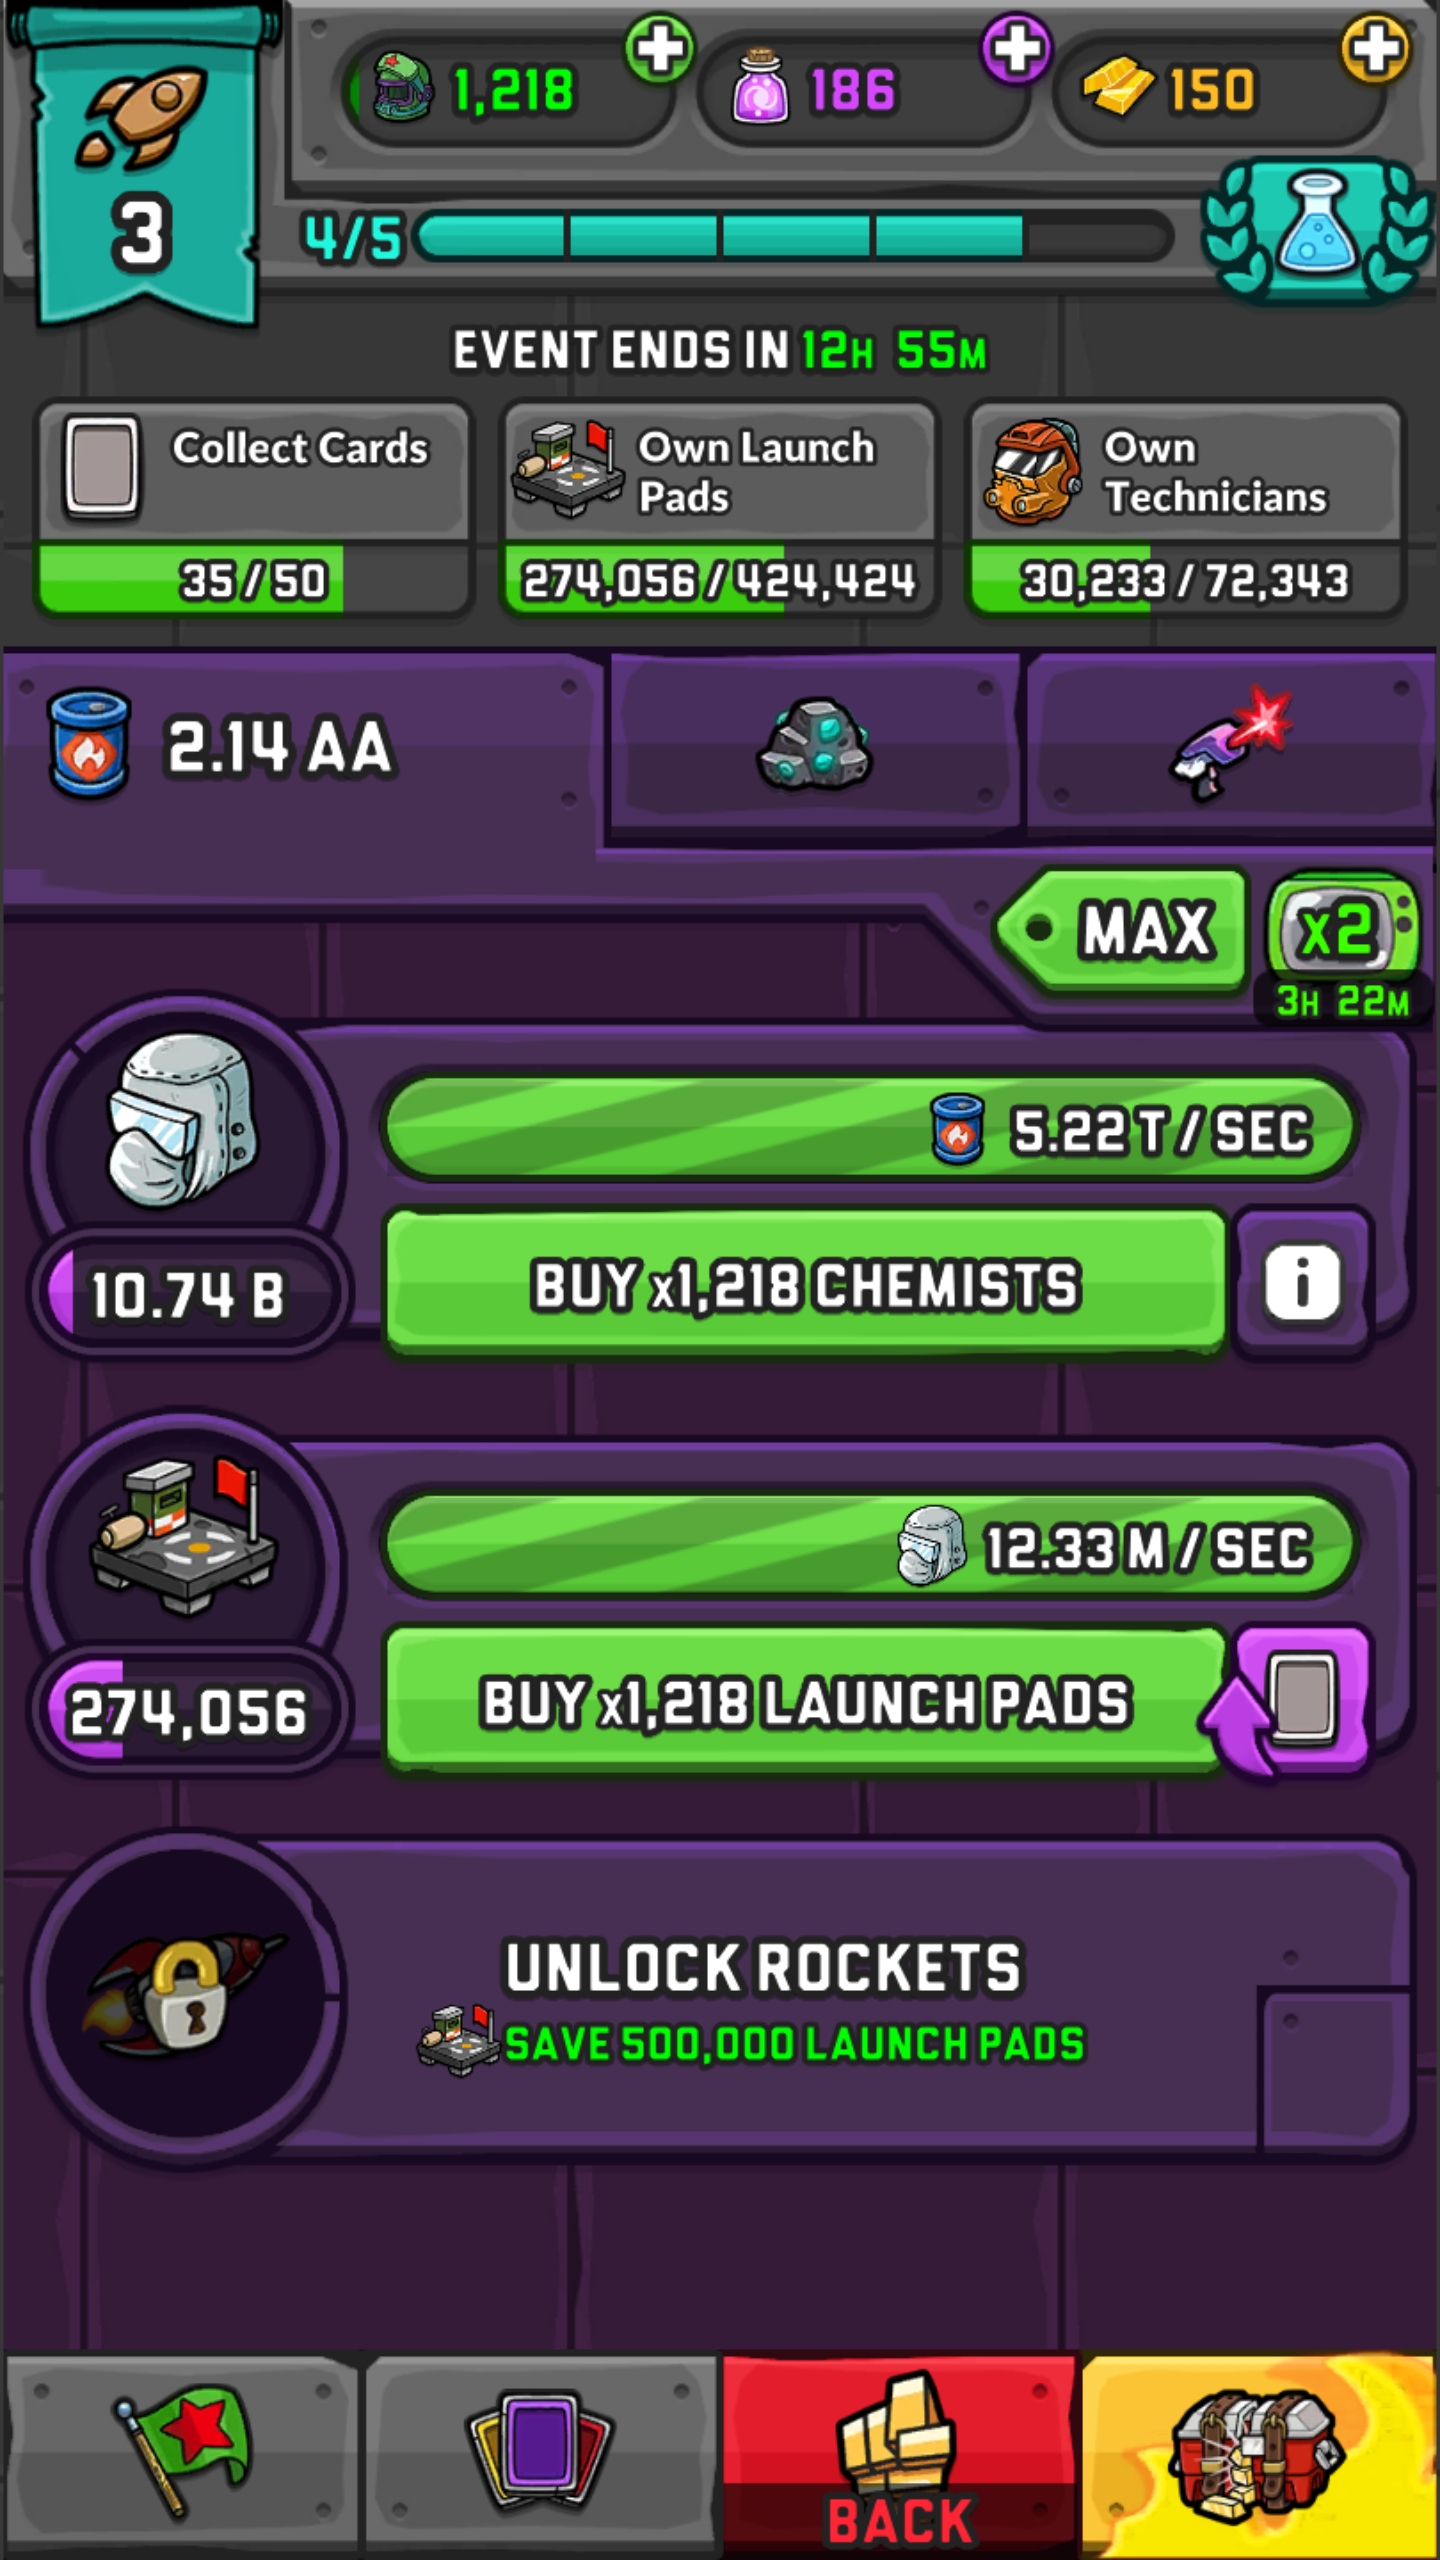 1,218
186
150
3
4/5
EVENT ENDS IN 12H 55M
Collect Cards
35/50
Own Launch
Pads
274,056/424,424
Own
Technicians
30,233/72,343
2.14 AA
MAX
x2
3H 22M
5.22 T/SEC
10.74 B
BUY x1,218 CHEMISTS
i
12.33 M/SEC
274,056
BUY x1,218 LAUNCH PADS
UNLOCK ROCKETS
SAVE 500,000 LAUNCH PADS
BACK